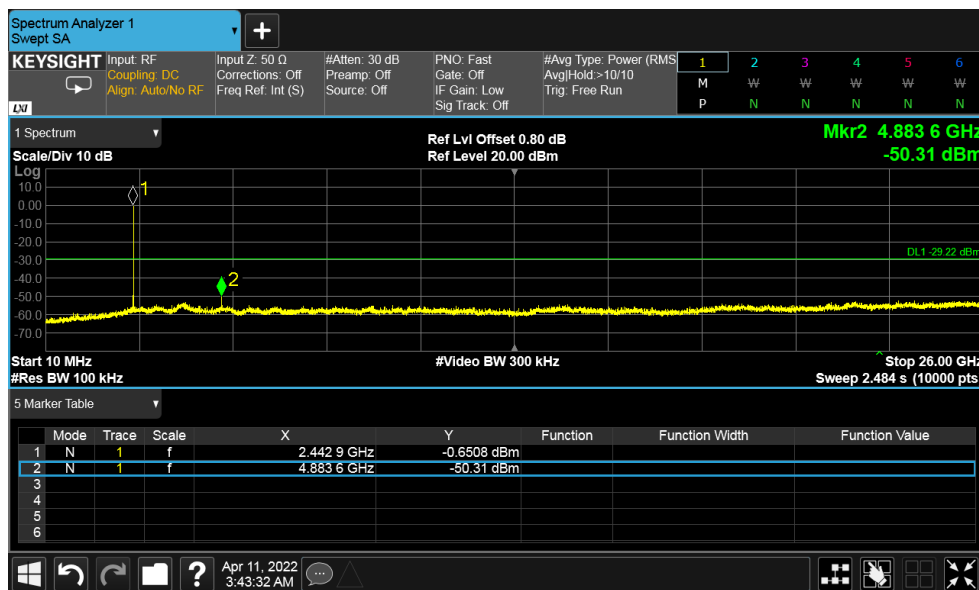 Spectrum Analyzer 1
Swept SA
KEYSIGHT
LXI
Input: RF
Coupling: DC
Align: Auto/No RF
Input Z: 50 Ω
Corrections: Off
Freq Ref: Int (S)
#Atten: 30 dB
Preamp: Off
Source: Off
PNO: Fast
Gate: Off
IF Gain: Low
Sig Track: Off
#Avg Type: Power (RMS
Avg|Hold:>10/10
Trig: Free Run
1 2 3 4 5 6
M W W W W W
P N N N N N
1 Spectrum
Scale/Div 10 dB
Ref Lvl Offset 0.80 dB
Ref Level 20.00 dBm
Mkr2 4.883 6 GHz
-50.31 dBm
Log
10.0
0.00
-10.0
-20.0
-30.0
-40.0
-50.0
-60.0
-70.0
1
2
DL1 -29.22 dBm
Start 10 MHz
#Res BW 100 kHz
#Video BW 300 kHz
Stop 26.00 GHz
Sweep 2.484 s (10000 pts
5 Marker Table
Mode Trace Scale X Y Function Function Width Function Value
1 N 1 f 2.442 9 GHz -0.6508 dBm
2 N 1 f 4.883 6 GHz -50.31 dBm
3
4
5
6
?
Apr 11, 2022
3:43:32 AM